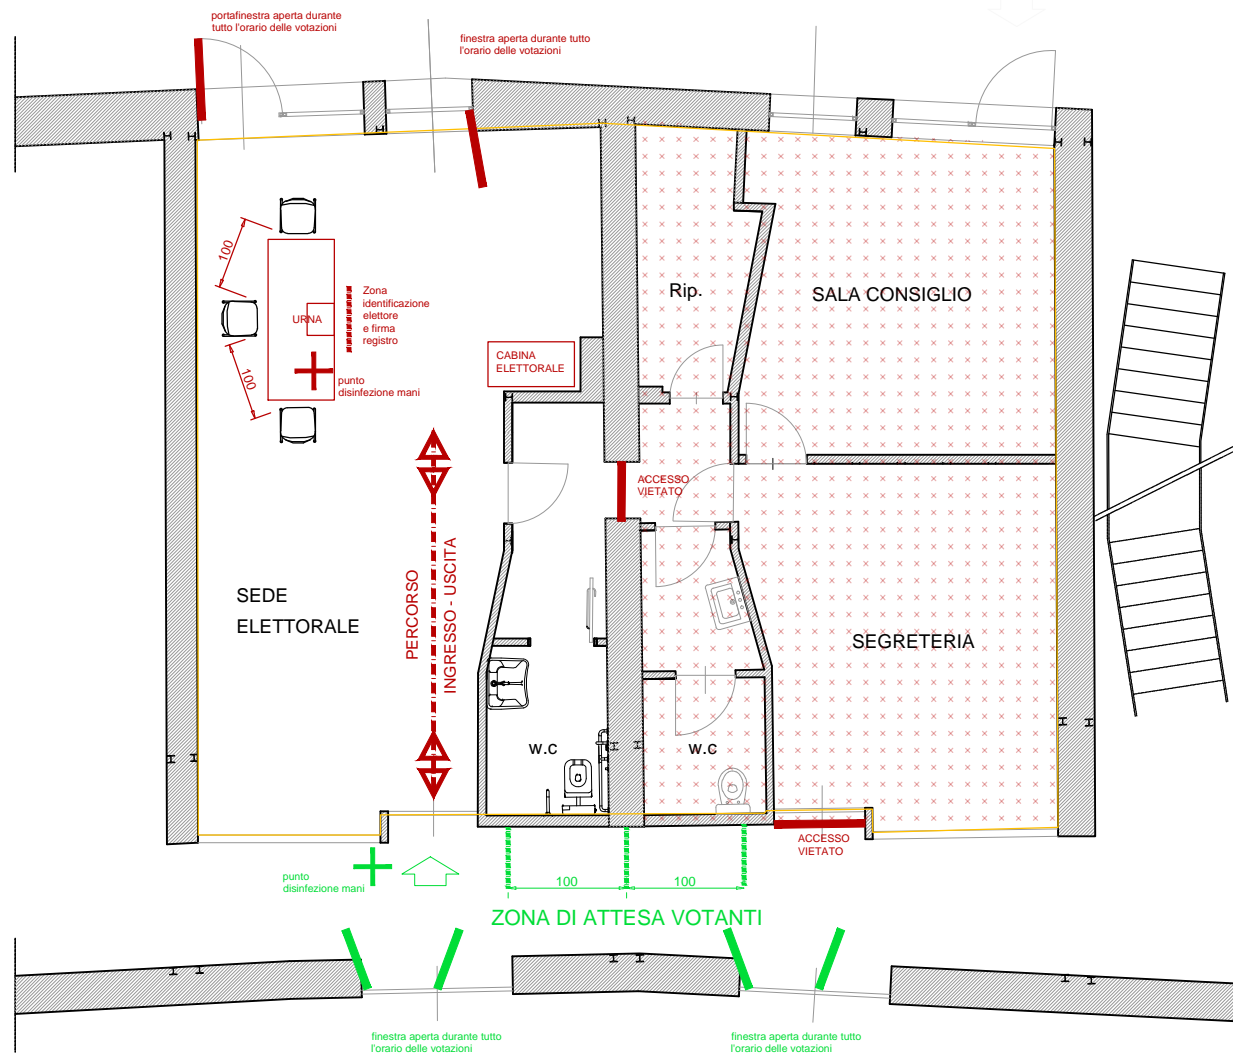 portafinestra aperta durante
tutto l'orario delle votazioni
finestra aperta durante tutto
l'orario delle votazioni
100
URNA
Zona
identificazione
elettore
e firma
registro
100
punto
disinfezione mani
CABINA
ELETTORALE
Rip.
SALA CONSIGLIO
ACCESSO
VIETATO
PERCORSO
INGRESSO - USCITA
SEDE
ELETTORALE
SEGRETERIA
W.C
W.C
ACCESSO
VIETATO
punto
disinfezione mani
100
100
ZONA DI ATTESA VOTANTI
finestra aperta durante tutto
l'orario delle votazioni
finestra aperta durante tutto
l'orario delle votazioni